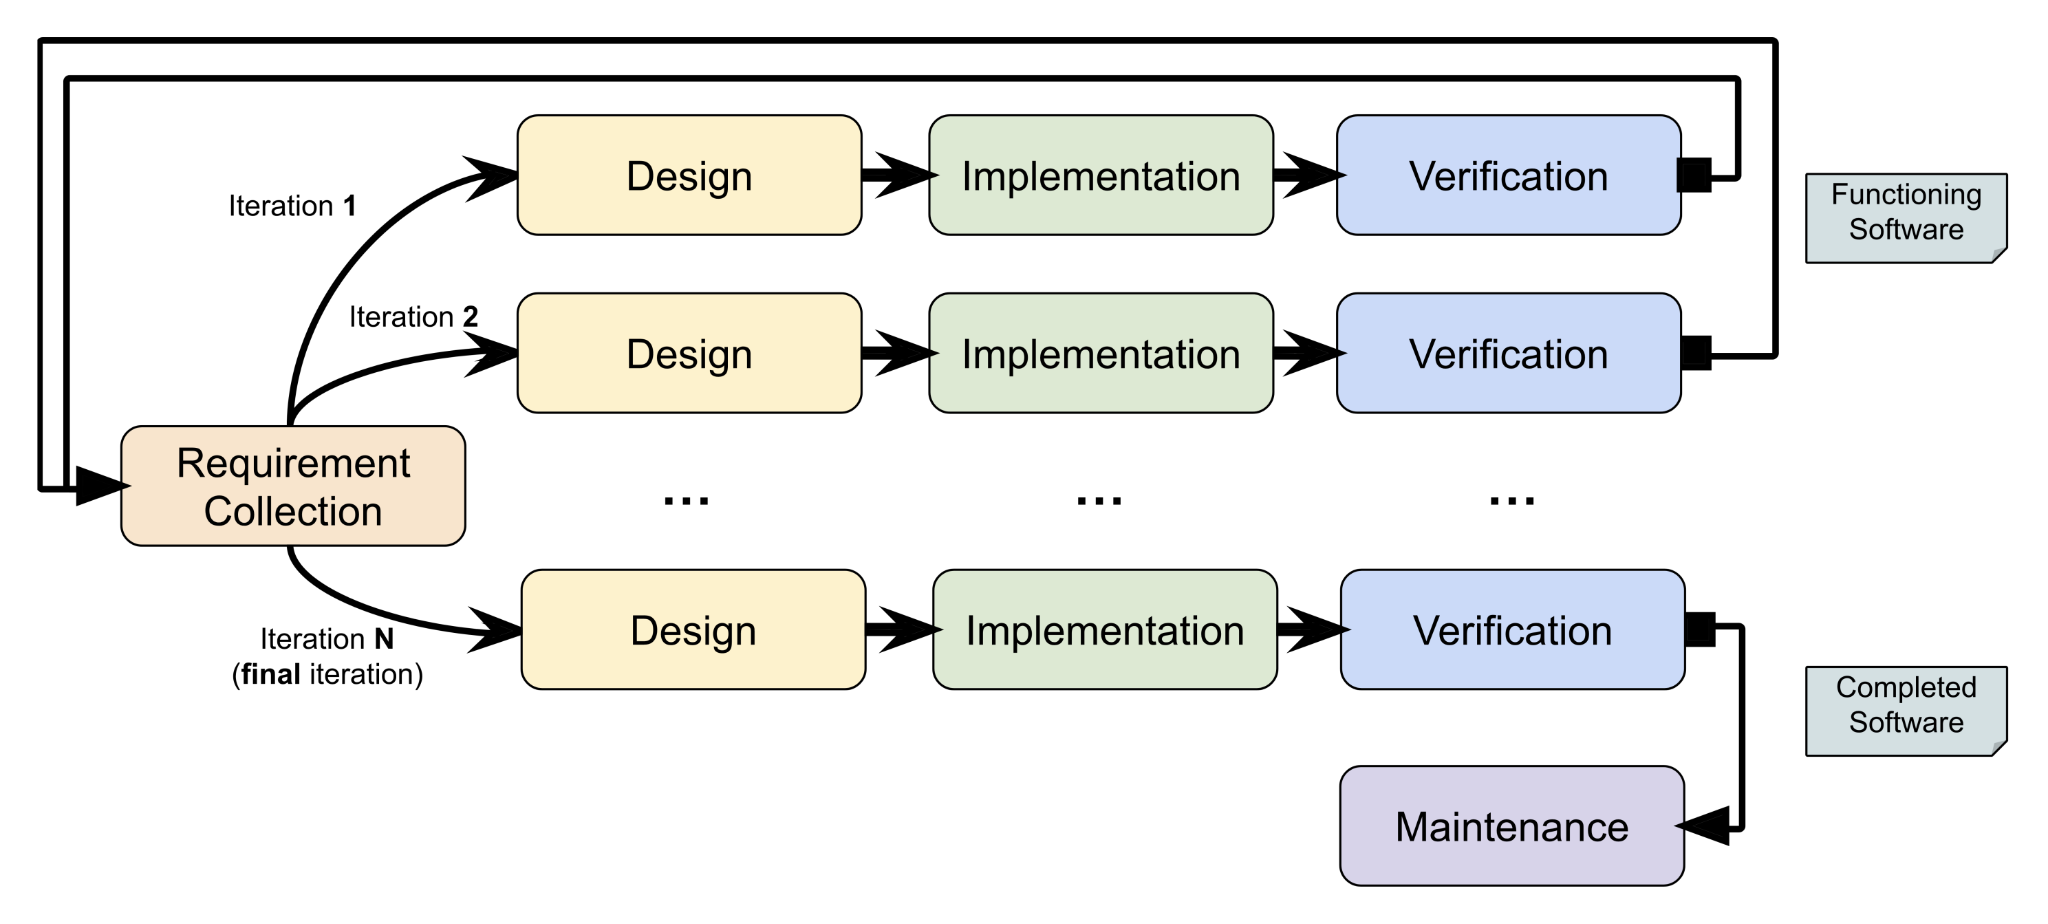 Design
Implementation
Verification
Iteration 1
Functioning
Software
Iteration 2
Design
Implementation
Verification
Requirement
Collection
...
...
...
Iteration N
(final iteration)
Design
Implementation
Verification
Completed
Software
Maintenance